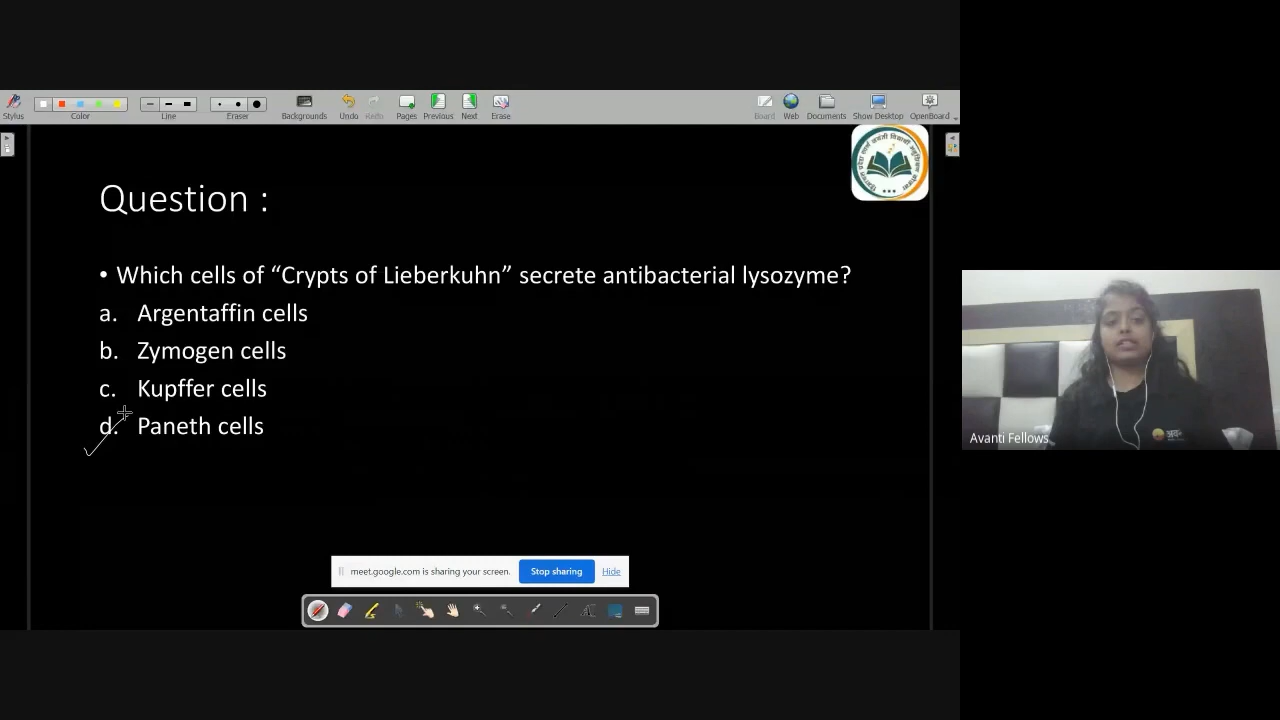 Stylus
Color
Line
Eraser
Backgrounds
Undo
Redo
Pages
Previous
Next
Erase
Board
Web
Documents
Show Desktop
OpenBoard
Question :
• Which cells of “Crypts of Lieberkuhn” secrete antibacterial lysozyme?
a. Argentaffin cells
b. Zymogen cells
c. Kupffer cells
d. Paneth cells
Avanti Fellows
meet.google.com is sharing your screen. Stop sharing Hide